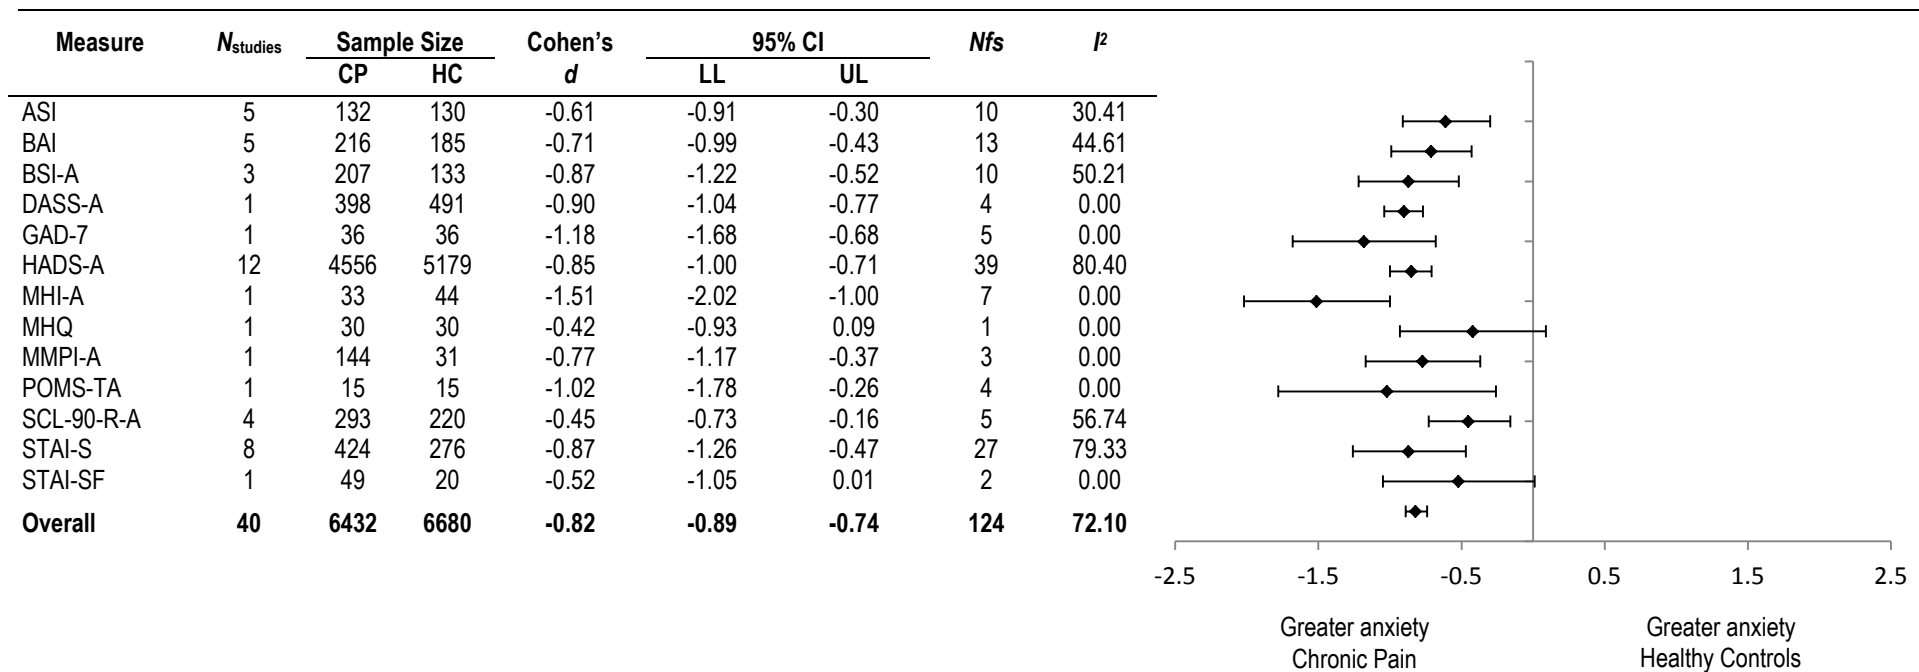 Measure Nstudies Sample Size Cohen's 95% CI Nfs I2
CP HC d LL UL
ASI 5 132 130 -0.61 -0.91 -0.30 10 30.41
BAI 5 216 185 -0.71 -0.99 -0.43 13 44.61
BSI-A 3 207 133 -0.87 -1.22 -0.52 10 50.21
DASS-A 1 398 491 -0.90 -1.04 -0.77 4 0.00
GAD-7 1 36 36 -1.18 -1.68 -0.68 5 0.00
HADS-A 12 4556 5179 -0.85 -1.00 -0.71 39 80.40
MHI-A 1 33 44 -1.51 -2.02 -1.00 7 0.00
MHQ 1 30 30 -0.42 -0.93 0.09 1 0.00
MMPI-A 1 144 31 -0.77 -1.17 -0.37 3 0.00
POMS-TA 1 15 15 -1.02 -1.78 -0.26 4 0.00
SCL-90-R-A 4 293 220 -0.45 -0.73 -0.16 5 56.74
STAI-S 8 424 276 -0.87 -1.26 -0.47 27 79.33
STAI-SF 1 49 20 -0.52 -1.05 0.01 2 0.00
Overall 40 6432 6680 -0.82 -0.89 -0.74 124 72.10
-2.5 -1.5 -0.5 0.5 1.5 2.5
Greater anxiety Greater anxiety
Chronic Pain Healthy Controls